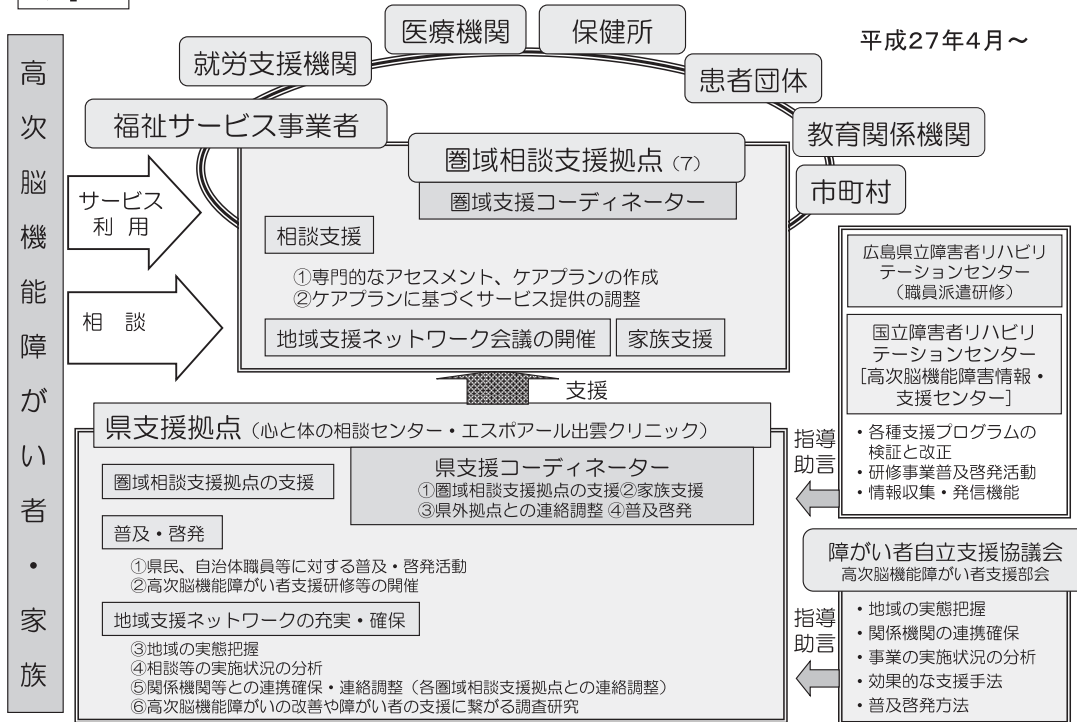 平成27年4月～
高次脳機能障がい者・家族
医療機関
保健所
就労支援機関
患者団体
福祉サービス事業者
教育関係機関
市町村
サービス
利 用
相 談
圏域相談支援拠点（7）
圏域支援コーディネーター
相談支援
①専門的なアセスメント、ケアプランの作成
②ケアプランに基づくサービス提供の調整
地域支援ネットワーク会議の開催
家族支援
支援
県支援拠点（心と体の相談センター・エスポアール出雲クリニック）
県支援コーディネーター
①圏域相談支援拠点の支援②家族支援
③県外拠点との連絡調整 ④普及啓発
圏域相談支援拠点の支援
普及・啓発
①県民、自治体職員等に対する普及・啓発活動
②高次脳機能障がい者支援研修等の開催
地域支援ネットワークの充実・確保
③地域の実態把握
④相談等の実施状況の分析
⑤関係機関等との連携確保・連絡調整（各圏域相談支援拠点との連絡調整）
⑥高次脳機能障がいの改善や障がい者の支援に繋がる調査研究
広島県立障害者リハビリ
テーションセンター
（職員派遣研修）
国立障害者リハビリ
テーションセンター
［高次脳機能障害情報・
支援センター］
・各種支援プログラムの
検証と改正
・研修事業普及啓発活動
・情報収集・発信機能
指導
助言
障がい者自立支援協議会
高次脳機能障がい者支援部会
・地域の実態把握
・関係機関の連携確保
・事業の実施状況の分析
・効果的な支援手法
・普及啓発方法
指導
助言